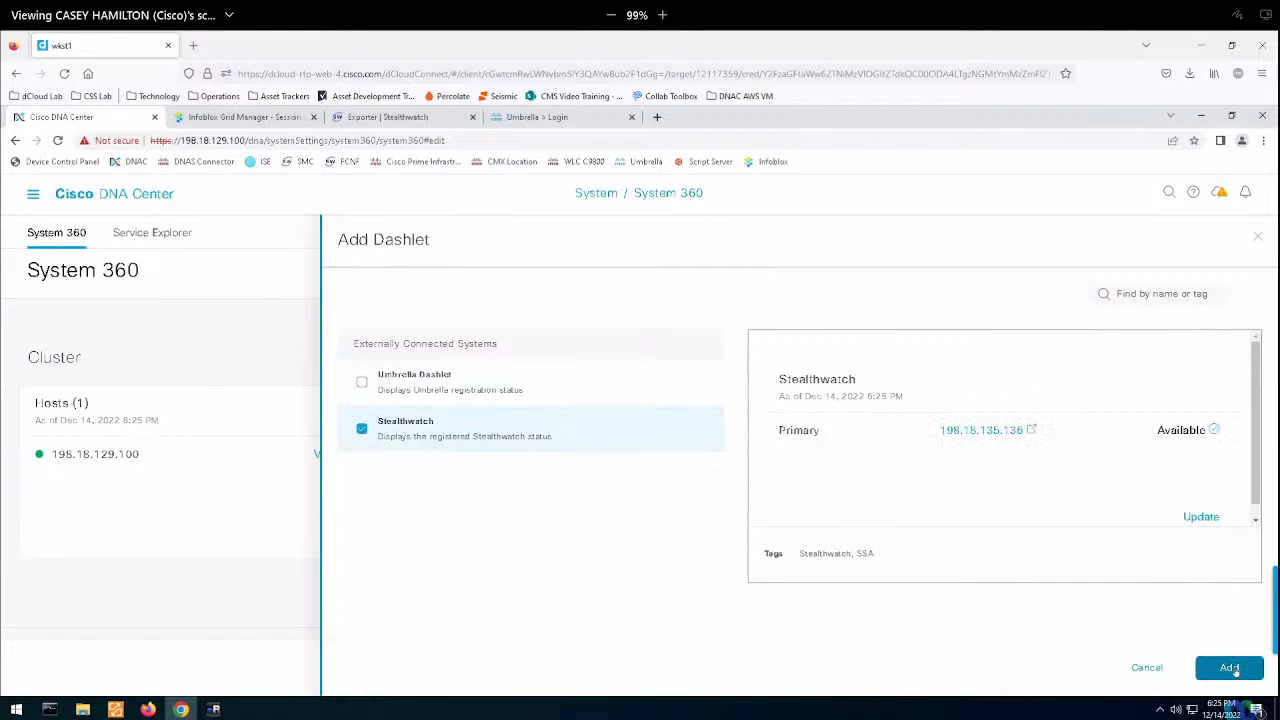 Viewing CASEY HAMILTON (Cisco)'s sc...
99%
wkst1
dCloud Lab CSS Lab Technology Operations Asset Trackers Asset Development Tr... Percolate Seismic CMS Video Training -... Collab Toolbox DNAC AWS VM
Cisco DNA Center Infoblox Grid Manager - Session Exporter | Stealthwatch Umbrella > Login
Not secure https://198.18.129.100/dna/systemSettings/system360/system360#edit
Device Control Panel DNAC DNAS Connector ISE SMC FCNF Cisco Prime Infrastr... CMX Location WLC C9800 Umbrella Script Server Infoblox
Cisco DNA Center
System / System 360
System 360 Service Explorer
System 360
Cluster
Hosts (1)
As of Dec 14, 2022 6:25 PM
198.18.129.100
V
Add Dashlet
Find by name or tag
Externally Connected Systems
Umbrella Dashlet
Displays Umbrella registration status
Stealthwatch
Displays the registered Stealthwatch status
Stealthwatch
As of Dec 14, 2022 6:25 PM
Primary 198.18.135.136 Available
Update
Tags Stealthwatch, SSA
Cancel Add
6:25 PM
12/14/2022